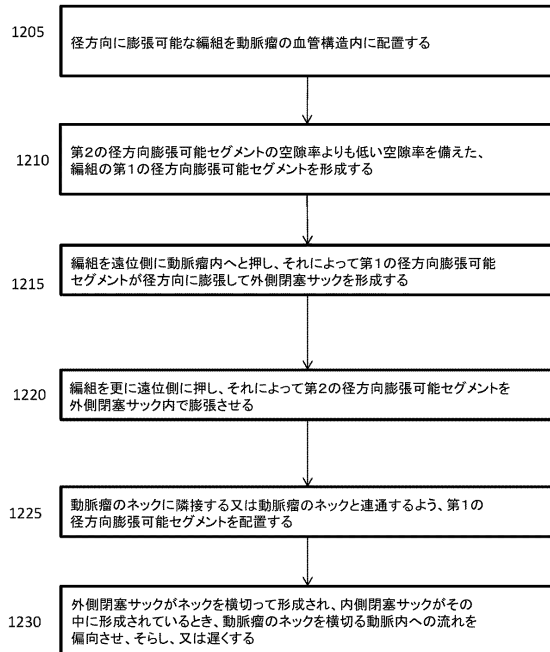 1205
径方向に膨張可能な編組を動脈瘤の血管構造内に配置する
1210
第2の径方向膨張可能セグメントの空隙率よりも低い空隙率を備えた、
編組の第1の径方向膨張可能セグメントを形成する
1215
編組を遠位側に動脈瘤内へと押し、それによって第1の径方向膨張可能
セグメントが径方向に膨張して外側閉塞サックを形成する
1220
編組を更に遠位側に押し、それによって第2の径方向膨張可能セグメントを
外側閉塞サック内で膨張させる
1225
動脈瘤のネックに隣接する又は動脈瘤のネックと連通するよう、第1の
径方向膨張可能セグメントを配置する
1230
外側閉塞サックがネックを横切って形成され、内側閉塞サックがその
中に形成されているとき、動脈瘤のネックを横切る動脈内への流れを
偏向させ、そらし、又は遅くする